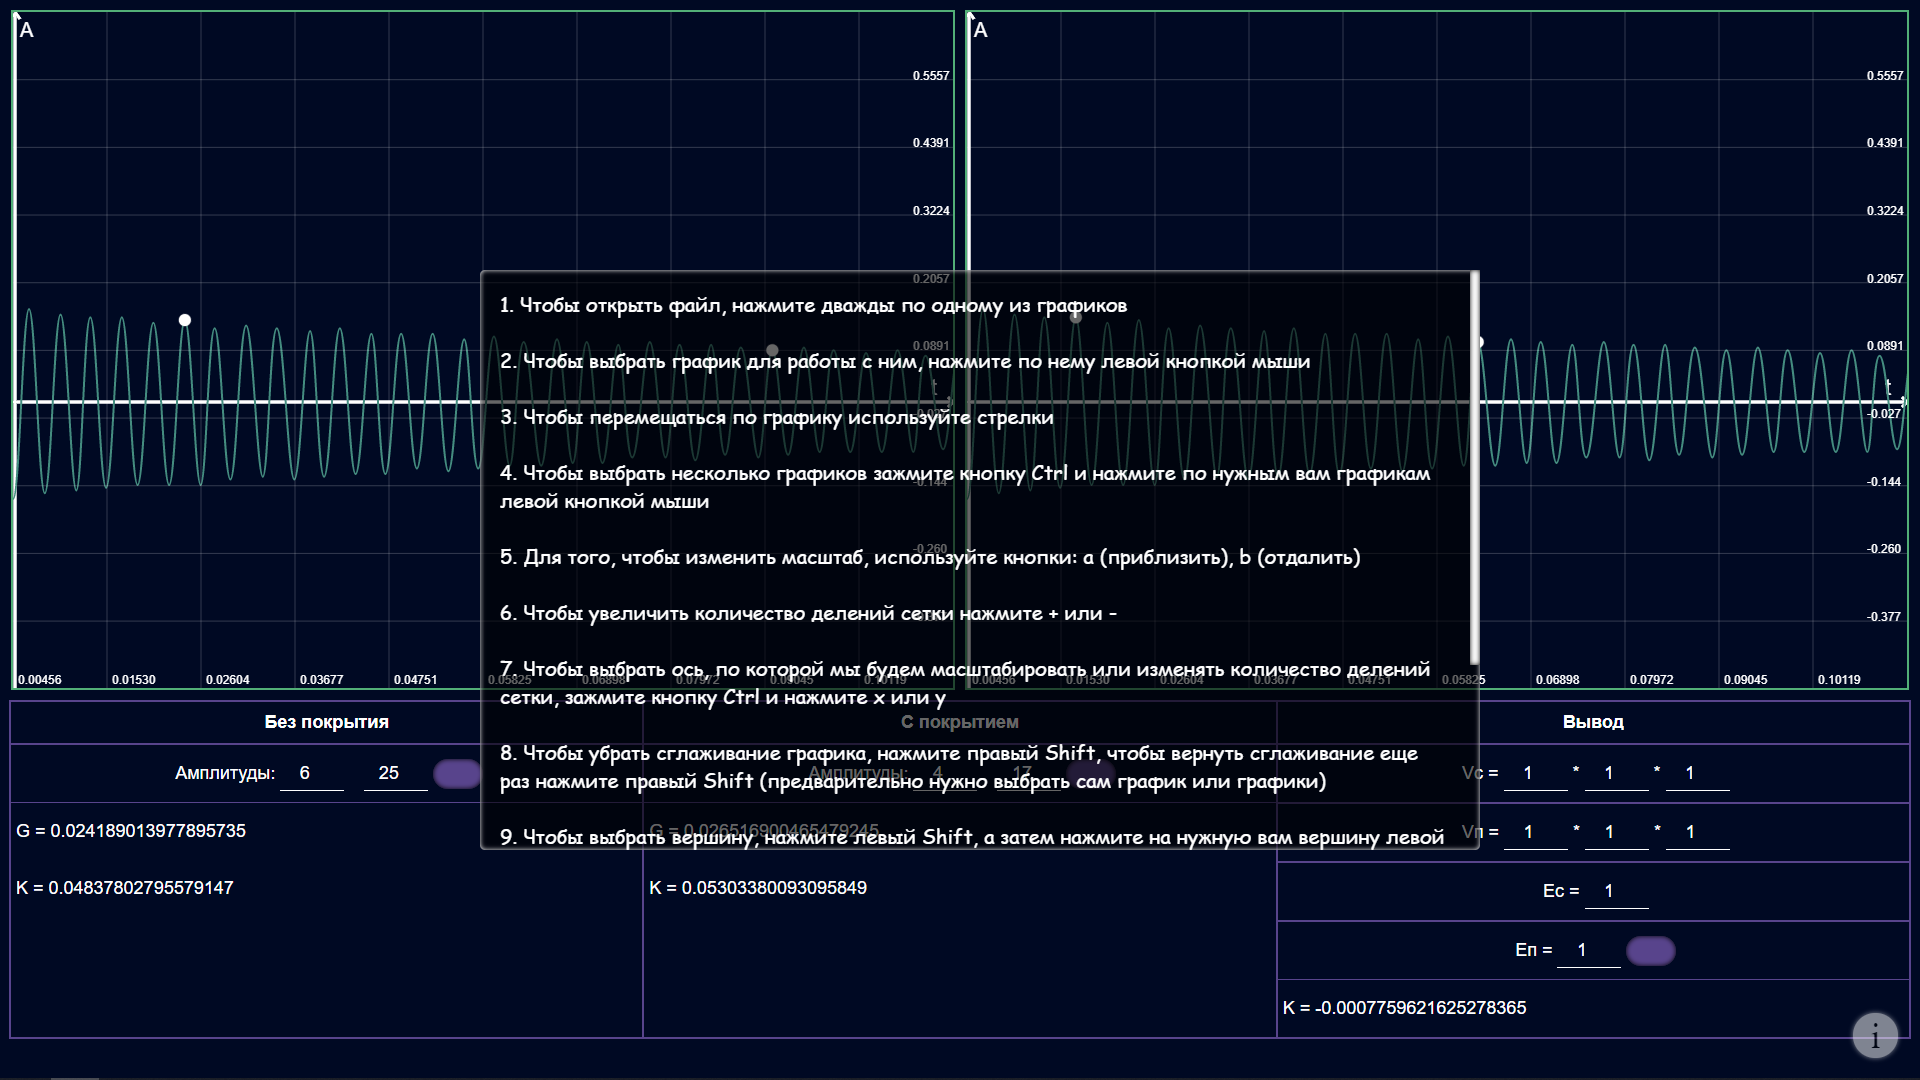 A
0.5557
0.4391
0.3224
0.2057
0.0891
t
-0.260
-0.144
0.00456 0.01530 0.02604 0.03677 0.04751 0.05825 0.06898 0.07972 0.09045 0.10119
A
0.5557
0.4391
0.3224
0.2057
0.0891
t
-0.027
-0.144
-0.260
-0.377
0.00456 0.01530 0.02604 0.03677 0.04751 0.05825 0.06898 0.07972 0.09045 0.10119
1. Чтобы открыть файл, нажмите дважды по одному из графиков
2. Чтобы выбрать график для работы с ним, нажмите по нему левой кнопкой мыши
3. Чтобы перемещаться по графику используйте стрелки
4. Чтобы выбрать несколько графиков зажмите кнопку Ctrl и нажмите по нужным вам графикам
левой кнопкой мыши
5. Для того, чтобы изменить масштаб, используйте кнопки: a (приблизить), b (отдалить)
6. Чтобы увеличить количество делений сетки нажмите + или -
7. Чтобы выбрать ось, по которой мы будем масштабировать или изменять количество делений
сетки, зажмите кнопку Ctrl и нажмите x или y
8. Чтобы убрать сглаживание графика, нажмите правый Shift, чтобы вернуть сглаживание еще
раз нажмите правый Shift (предварительно нужно выбрать сам график или графики)
9. Чтобы выбрать вершину, нажмите левый Shift, а затем нажмите на нужную вам вершину левой
Без покрытия
Амплитуды: 6 25
G = 0.024189013977895735
K = 0.04837802795579147
С покрытием
Амплитуды: 4 17
G = 0.026516900465479245
K = 0.05303380093095849
Вывод
Vc = 1 * 1 * 1
Vп = 1 * 1 * 1
Ec = 1
Eп = 1
K = -0.0007759621625278365
i